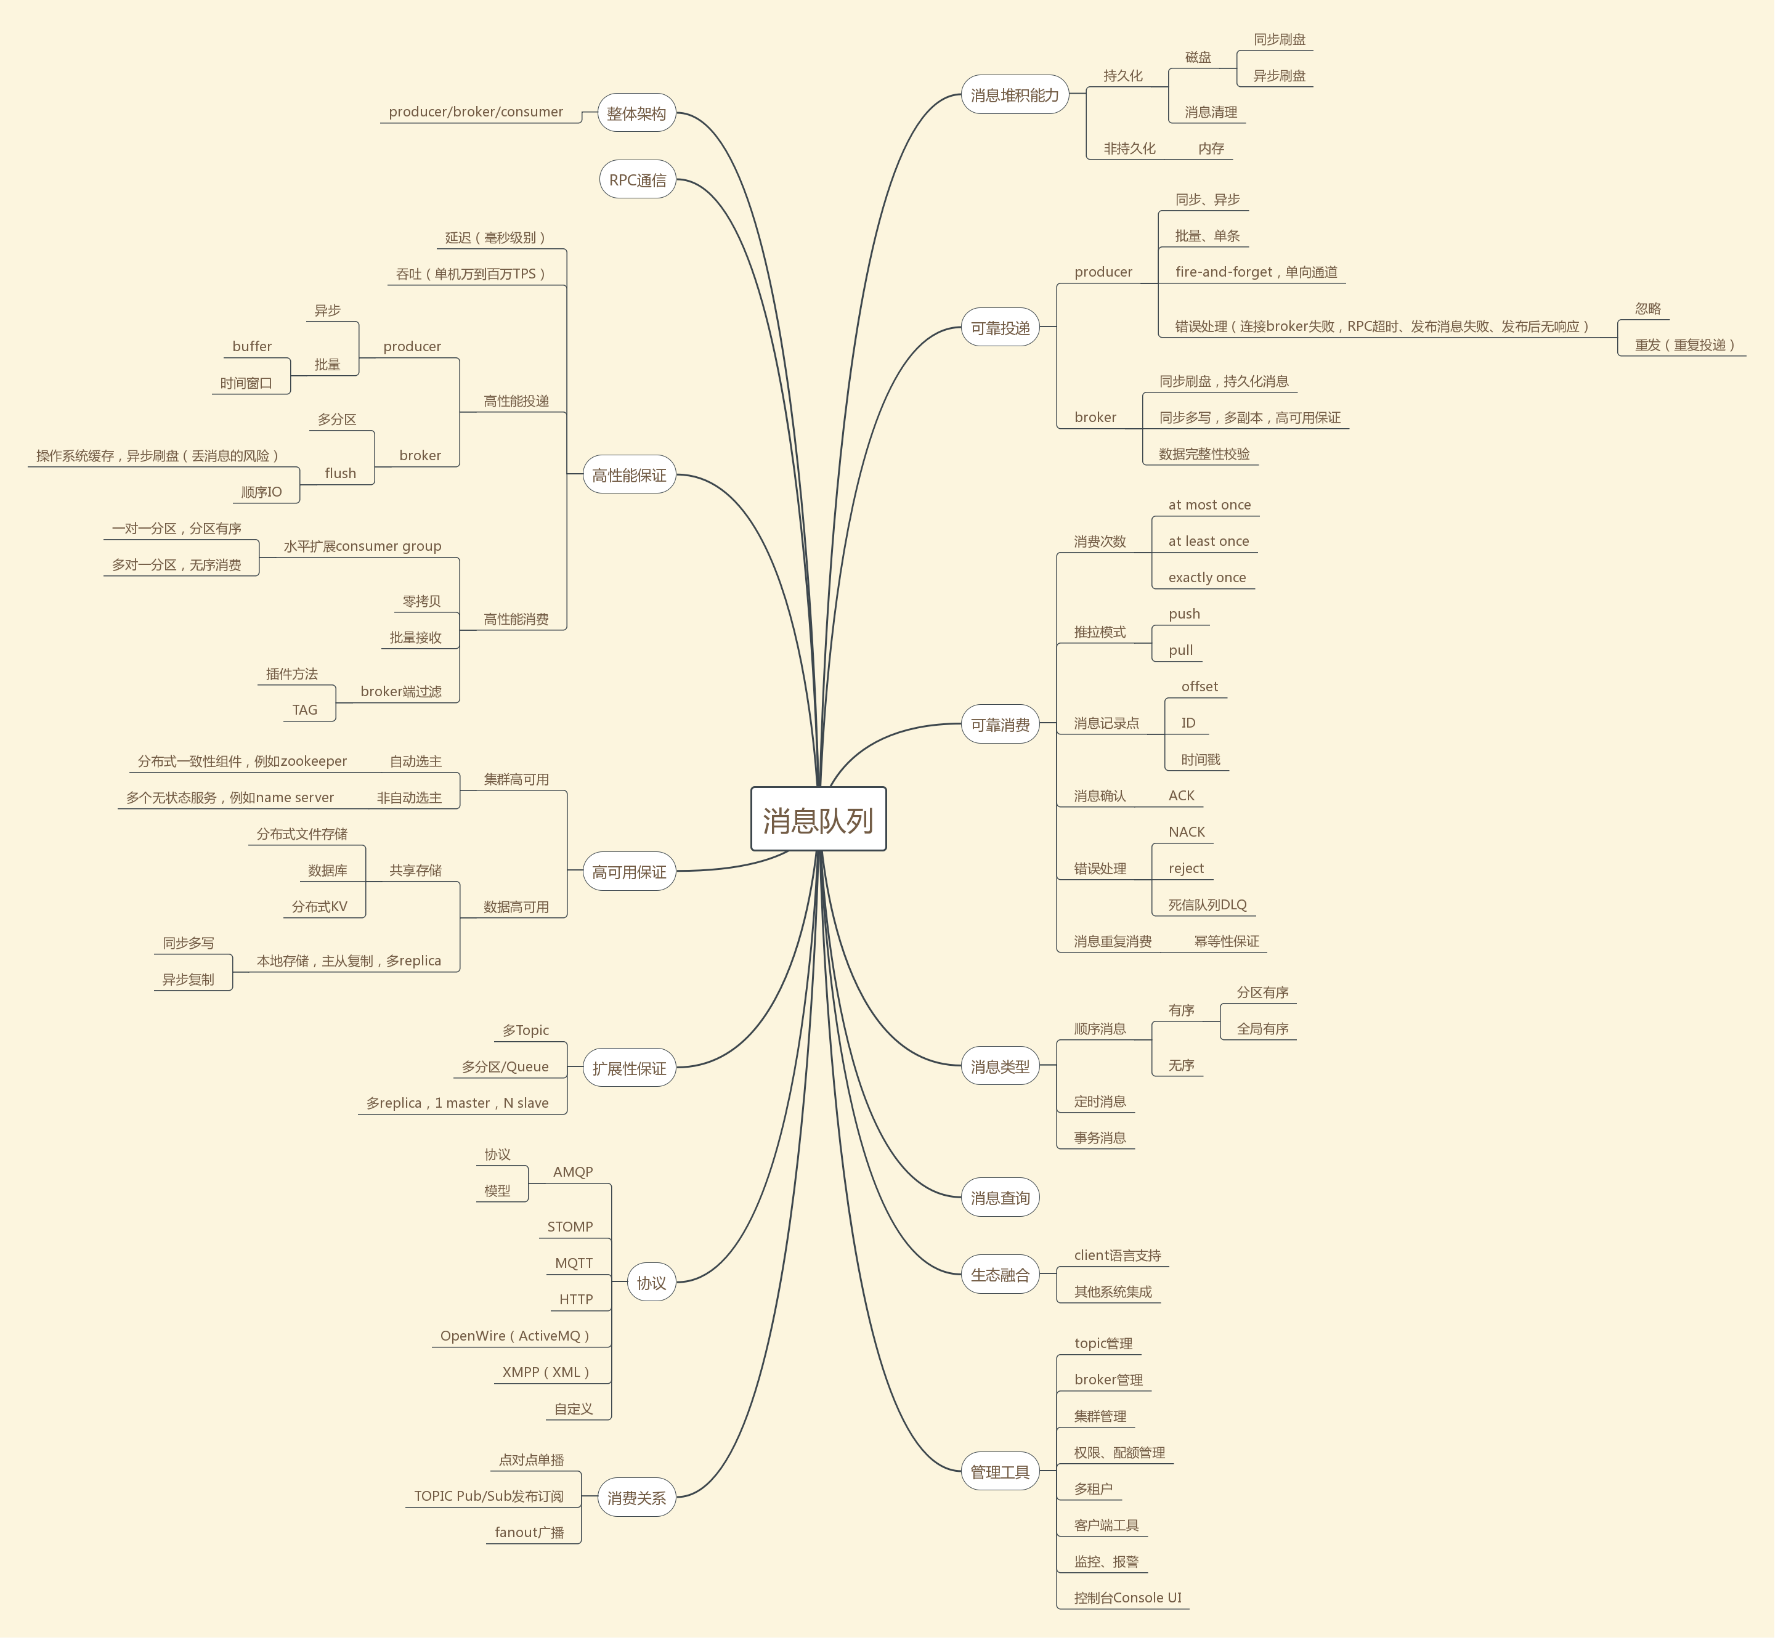 消息队列
整体架构
producer/broker/consumer
RPC通信
高性能保证
延迟（毫秒级别）
吞吐（单机万到百万TPS）
高性能投递
producer
异步
批量
buffer
时间窗口
broker
多分区
flush
操作系统缓存，异步刷盘（丢消息的风险）
顺序IO
高性能消费
水平扩展consumer group
一对一分区，分区有序
多对一分区，无序消费
零拷贝
批量接收
broker端过滤
插件方法
TAG
高可用保证
集群高可用
自动选主
分布式一致性组件，例如zookeeper
非自动选主
多个无状态服务，例如name server
数据高可用
共享存储
分布式文件存储
数据库
分布式KV
本地存储，主从复制，多replica
同步多写
异步复制
扩展性保证
多Topic
多分区/Queue
多replica，1 master，N slave
协议
AMQP
协议
模型
STOMP
MQTT
HTTP
OpenWire（ActiveMQ）
XMPP（XML）
自定义
消费关系
点对点单播
TOPIC Pub/Sub发布订阅
fanout广播
消息堆积能力
持久化
磁盘
同步刷盘
异步刷盘
消息清理
非持久化
内存
可靠投递
producer
同步、异步
批量、单条
fire-and-forget，单向通道
错误处理（连接broker失败，RPC超时、发布消息失败、发布后无响应）
忽略
重发（重复投递）
broker
同步刷盘，持久化消息
同步多写，多副本，高可用保证
数据完整性校验
可靠消费
消费次数
at most once
at least once
exactly once
推拉模式
push
pull
消息记录点
offset
ID
时间戳
消息确认
ACK
错误处理
NACK
reject
死信队列DLQ
消息重复消费
幂等性保证
消息类型
顺序消息
有序
分区有序
全局有序
无序
定时消息
事务消息
消息查询
生态融合
client语言支持
其他系统集成
管理工具
topic管理
broker管理
集群管理
权限、配额管理
多租户
客户端工具
监控、报警
控制台Console UI